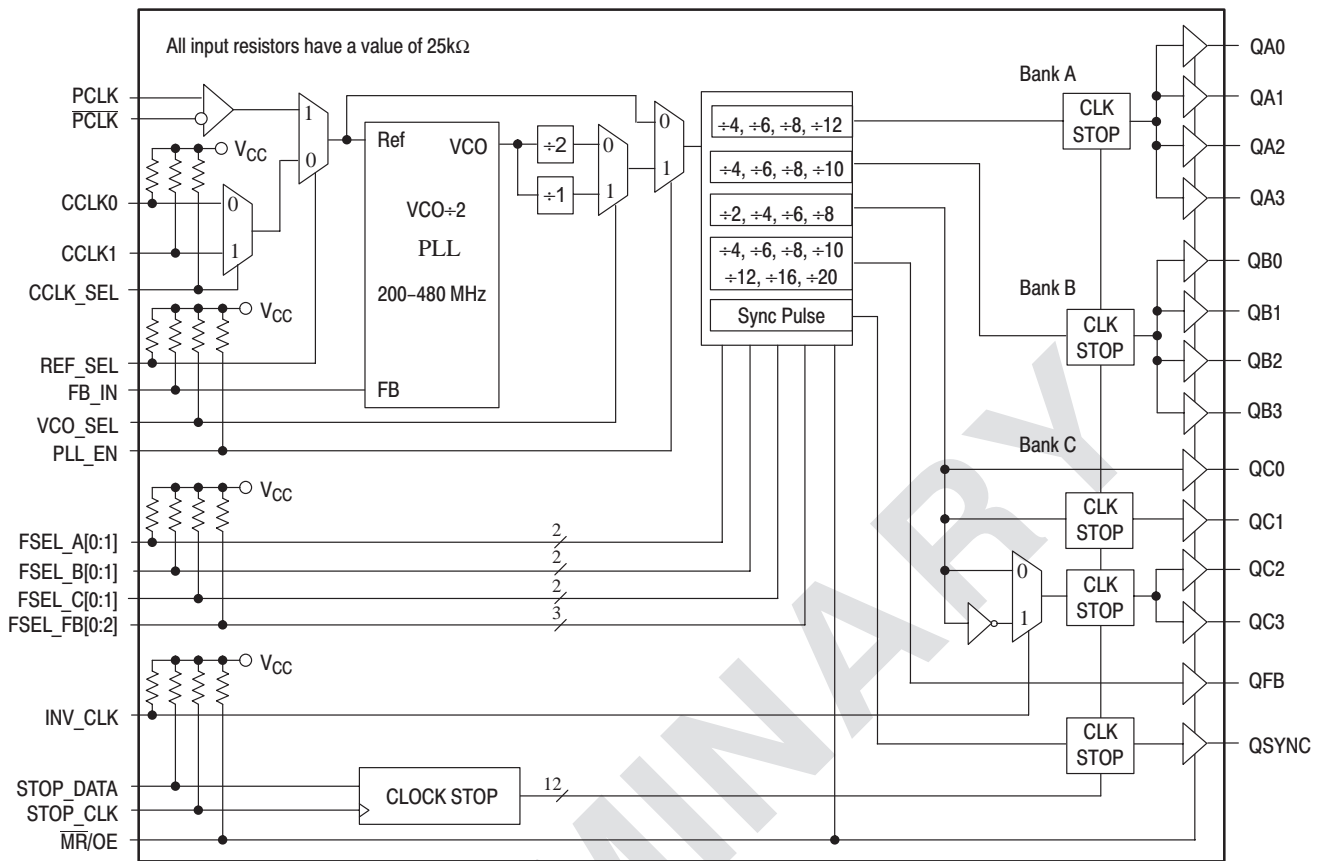 All input resistors have a value of 25kΩ
PCLK
PCLK
VCC
CCLK0
CCLK1
CCLK_SEL
VCC
REF_SEL
FB_IN
VCO_SEL
PLL_EN
VCC
FSEL_A[0:1]
FSEL_B[0:1]
FSEL_C[0:1]
FSEL_FB[0:2]
VCC
INV_CLK
STOP_DATA
STOP_CLK
MR/OE
1
0
0
1
Ref
VCO
VCO÷2
PLL
200–480 MHz
FB
÷2
÷1
0
1
0
1
÷4, ÷6, ÷8, ÷12
÷4, ÷6, ÷8, ÷10
÷2, ÷4, ÷6, ÷8
÷4, ÷6, ÷8, ÷10
÷12, ÷16, ÷20
Sync Pulse
2
2
2
3
CLOCK STOP
12
Bank A
CLK
STOP
Bank B
CLK
STOP
Bank C
CLK
STOP
0
1
CLK
STOP
CLK
STOP
QA0
QA1
QA2
QA3
QB0
QB1
QB2
QB3
QC0
QC1
QC2
QC3
QFB
QSYNC
MINARY